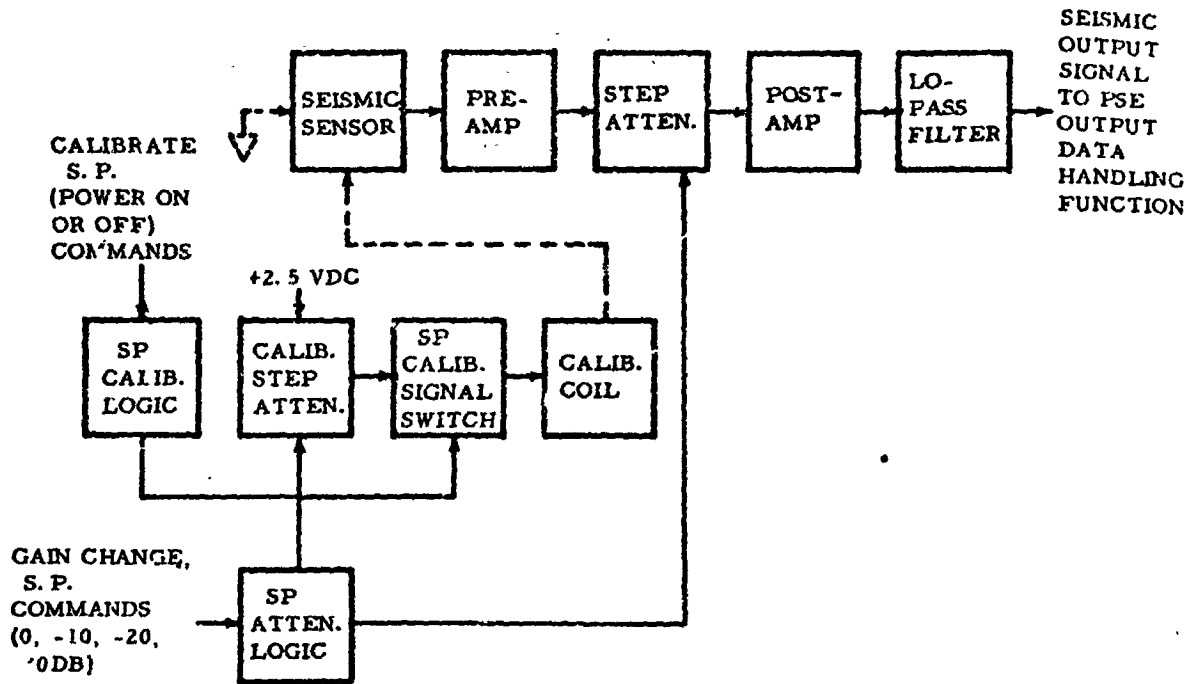 SEISMIC
OUTPUT
SIGNAL
TO PSE
OUTPUT
DATA
HANDLING
FUNCTION
SEISMIC
SENSOR
PRE-
AMP
STEP
ATTEN.
POST-
AMP
LO-
PASS
FILTER
CALIBRATE
S. P.
(POWER ON
OR OFF)
COMMANDS
+2.5 VDC
SP
CALIB.
LOGIC
CALIB.
STEP
ATTEN.
SP
CALIB.
SIGNAL
SWITCH
CALIB.
COIL
GAIN CHANGE,
S. P.
COMMANDS
(0, -10, -20,
0DB)
SP
ATTEN.
LOGIC